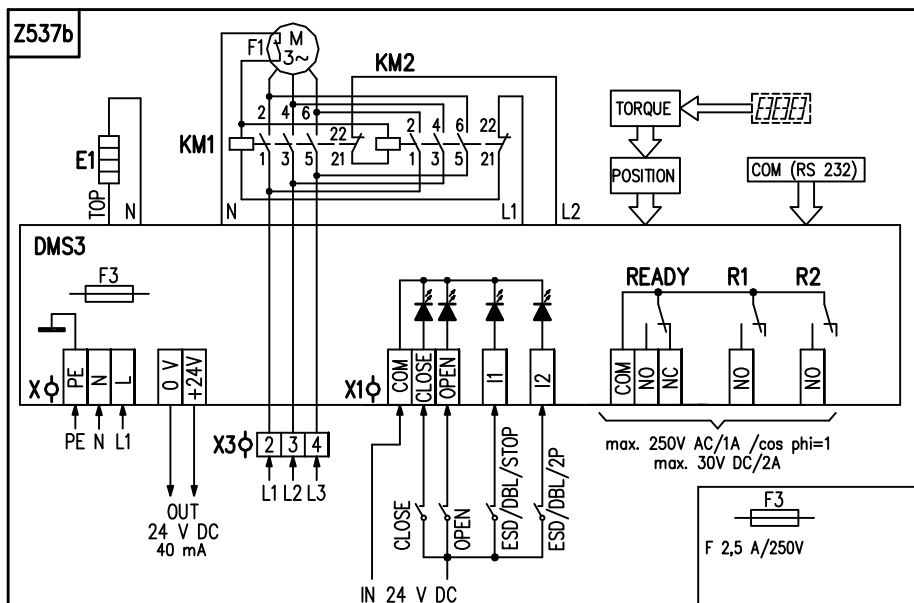 Z537b
M
3~
F1
KM2
2 4 6
22
2 4 6
22
KM1
1 3 5
21
1 3 5
21
E1
TOP
N
N
L1
L2
TORQUE
POSITION
COM (RS 232)
DMS3
F3
X
PE
N
L
0 V
+24V
PE N L1
OUT
24 V DC
40 mA
X3
2 3 4
L1 L2 L3
X1
COM
CLOSE
OPEN
I1
I2
CLOSE
OPEN
ESD/DBL/STOP
ESD/DBL/2P
IN 24 V DC
READY
R1
R2
COM
NO
NC
NO
NO
max. 250V AC/1A /cos phi=1
max. 30V DC/2A
F3
F 2,5 A/250V